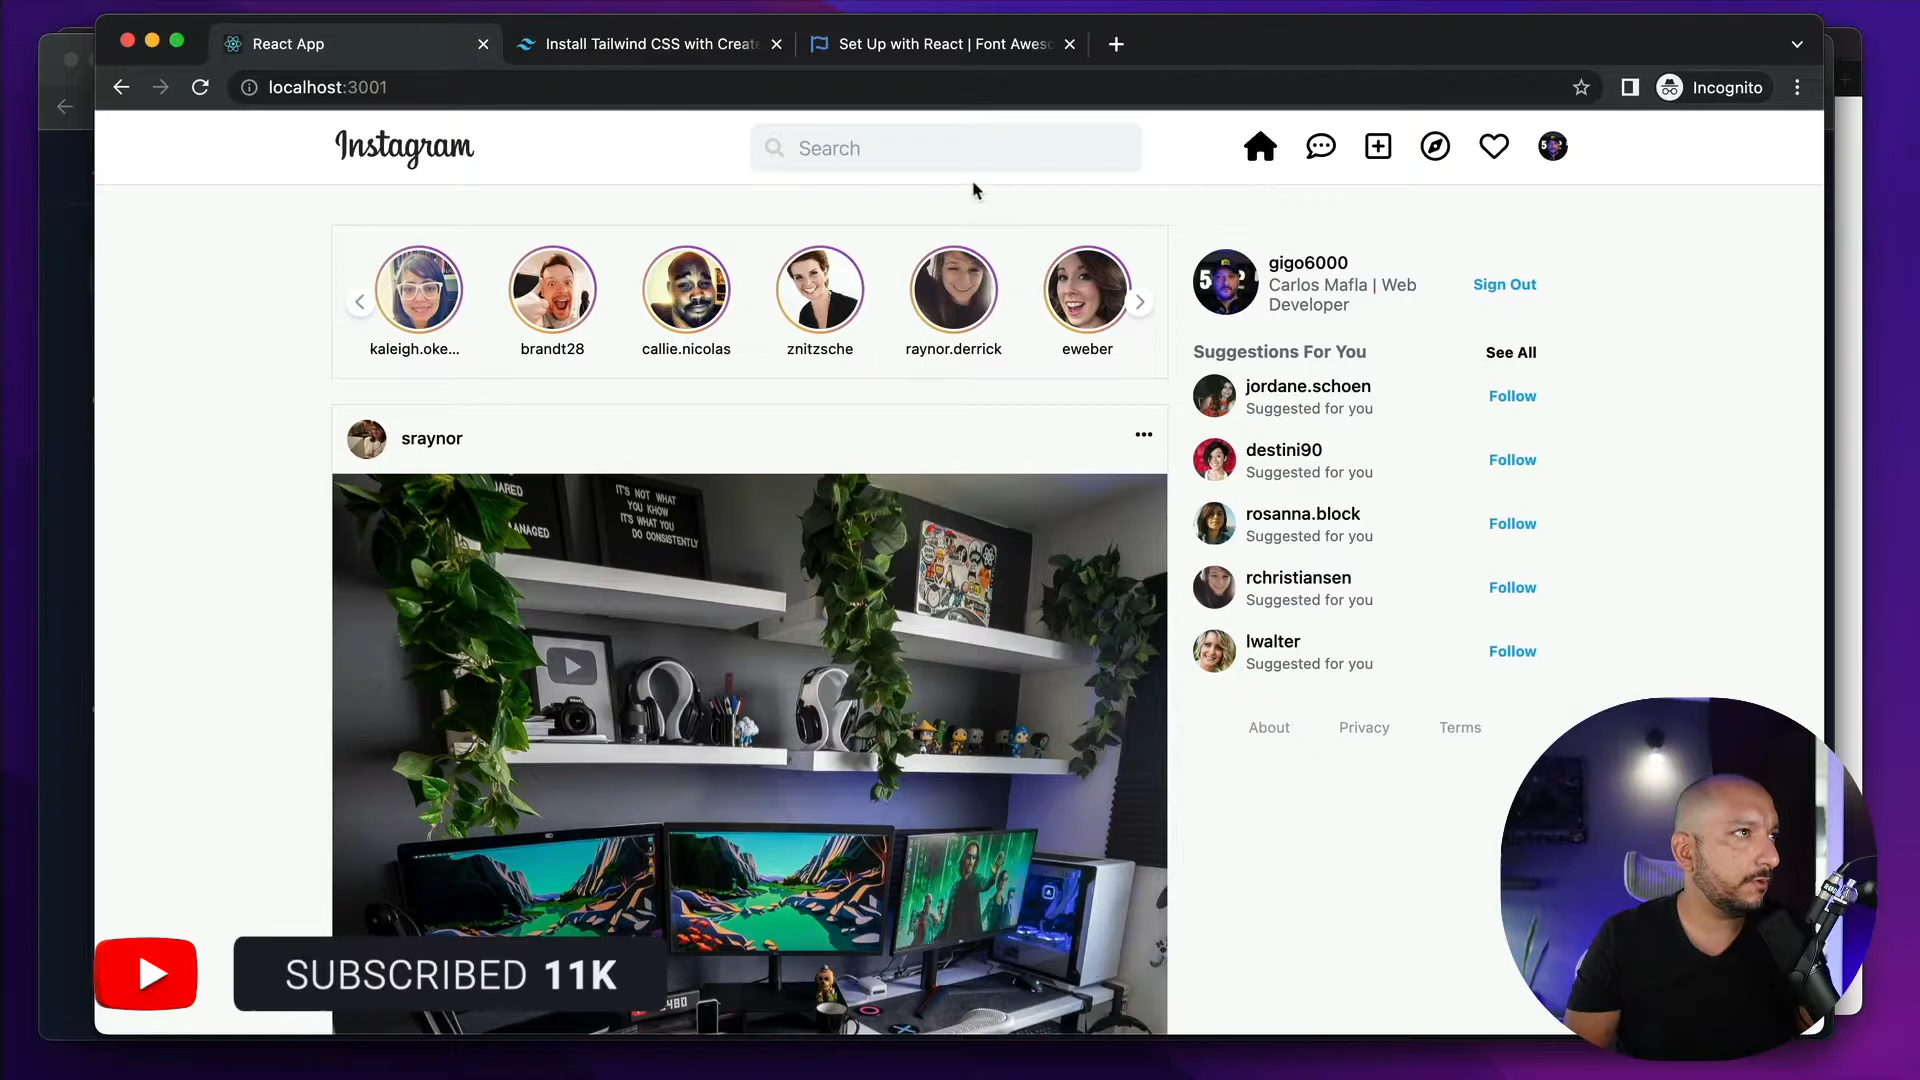 React App
Install Tailwind CSS with Creat
Set Up with React | Font Aweso
localhost:3001
Incognito
Instagram
Search
kaleigh.oke...
brandt28
callie.nicolas
znitzsche
raynor.derrick
eweber
gigo6000
Carlos Mafla | Web
Developer
Sign Out
Suggestions For You
See All
jordane.schoen
Suggested for you
Follow
destini90
Suggested for you
Follow
rosanna.block
Suggested for you
Follow
rchristiansen
Suggested for you
Follow
lwalter
Suggested for you
Follow
About
Privacy
Terms
sraynor
IT'S NOT WHAT
YOU KNOW
IT'S WHAT YOU
DO CONSISTENTLY
SUBSCRIBED 11K
480